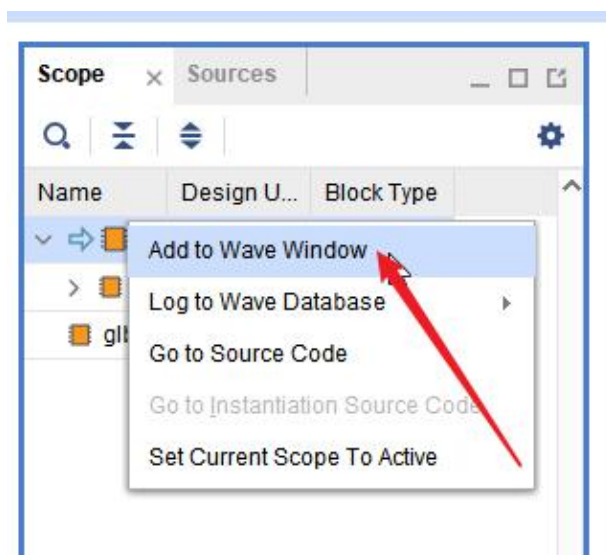 Scope Sources
Name Design U... Block Type
Add to Wave Window
Log to Wave Database
glb
Go to Source Code
Go to Instantiation Source Code
Set Current Scope To Active